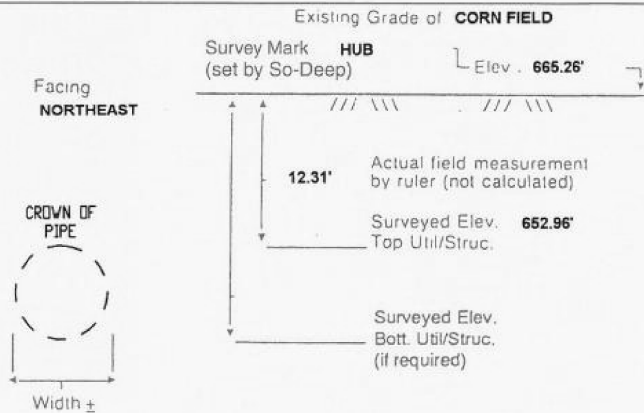 Existing Grade of CORN FIELD
Survey Mark HUB
(set by So-Deep)
Elev. 665.26'
Facing
NORTHEAST
12.31'
Actual field measurement
by ruler (not calculated)
Surveyed Elev. 652.96'
Top Util/Struc.
CROWN OF
PIPE
Surveyed Elev.
Bott. Util/Struc.
(if required)
Width ±